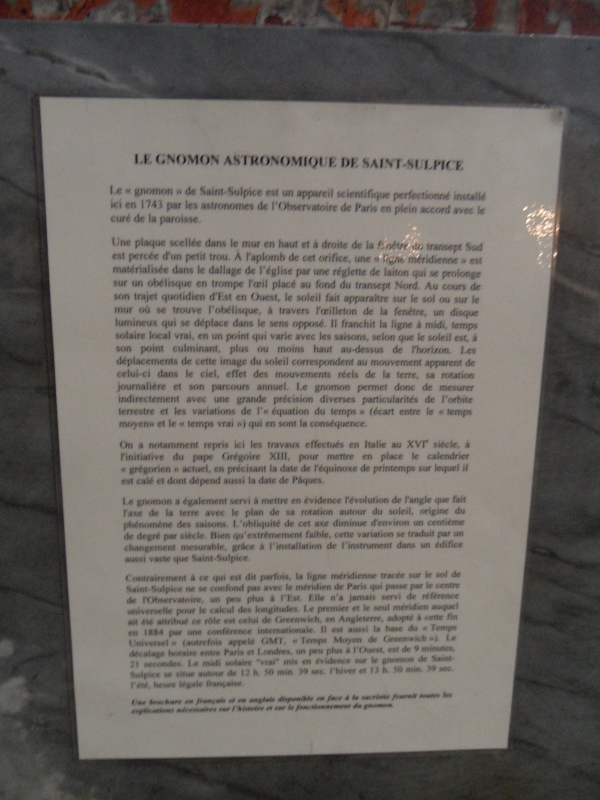 LE GNOMON ASTRONOMIQUE DE SAINT-SULPICE
Le « gnomon » de Saint-Sulpice est un appareil scientifique perfectionné installé
ici en 1743 par les astronomes de l'Observatoire de Paris en plein accord avec le
curé de la paroisse.
Une plaque scellée dans le mur en haut et à droite de la fenêtre du transept Sud
est percée d'un petit trou. À l'aplomb de cet orifice, une « ligne méridienne » est
matérialisée dans le dallage de l'église par une réglette de laiton qui se prolonge
sur un obélisque en trompe l'œil placé au fond du transept Nord. Au cours de
son trajet quotidien d'Est en Ouest, le soleil fait apparaître sur le sol ou sur le
mur où se trouve l'obélisque, à travers l'œilleton de la fenêtre, un disque
lumineux qui se déplace dans le sens opposé. Il franchit la ligne à midi, temps
solaire local vrai, en un point qui varie avec les saisons, selon que le soleil est, à
son point culminant, plus ou moins haut au-dessus de l'horizon. Les
déplacements de cette image du soleil correspondent au mouvement apparent de
celui-ci dans le ciel, effet des mouvements réels de la terre, sa rotation
journalière et son parcours annuel. Le gnomon permet donc de mesurer
indirectement avec une grande précision diverses particularités de l'orbite
terrestre et les variations de l'« équation du temps » (écart entre le « temps
moyen» et le « temps vrai ») qui en sont la conséquence.
On a notamment repris ici les travaux effectués en Italie au XVIe siècle, à
l'initiative du pape Grégoire XIII, pour mettre en place le calendrier
« grégorien » actuel, en précisant la date de l'équinoxe de printemps sur lequel il
est calé et dont dépend aussi la date de Pâques.
Le gnomon a également servi à mettre en évidence l'évolution de l'angle que fait
l'axe de la terre avec le plan de sa rotation autour du soleil, origine du
phénomène des saisons. L'obliquité de cet axe diminue d'environ un centième
de degré par siècle. Bien qu'extrêmement faible, cette variation se traduit par un
changement mesurable, grâce à l'installation de l'instrument dans un édifice
aussi vaste que Saint-Sulpice.
Contrairement à ce qui est dit parfois, la ligne méridienne tracée sur le sol de
Saint-Sulpice ne se confond pas avec le méridien de Paris qui passe par le centre
de l'Observatoire, un peu plus à l'Est. Elle n'a jamais servi de référence
universelle pour le calcul des longitudes. Le premier et le seul méridien auquel
ait été attribué ce rôle est celui de Greenwich, en Angleterre, adopté à cette fin
en 1884 par une conférence internationale. Il est aussi la base du « Temps
Universel » (autrefois appelé GMT, « Temps Moyen de Greenwich »). Le
décalage horaire entre Paris et Londres, un peu plus à l'Ouest, est de 9 minutes,
21 secondes. Le midi solaire "vrai" mis en évidence sur le gnomon de Saint-
Sulpice se situe autour de 12 h. 50 min. 39 sec. l'hiver et 13 h. 50 min. 39 sec.
l'été, heure légale française.
Une brochure en français et en anglais disponible en face à la sacristie fournit toutes les
explications nécessaires sur l'histoire et sur le fonctionnement du gnomon.